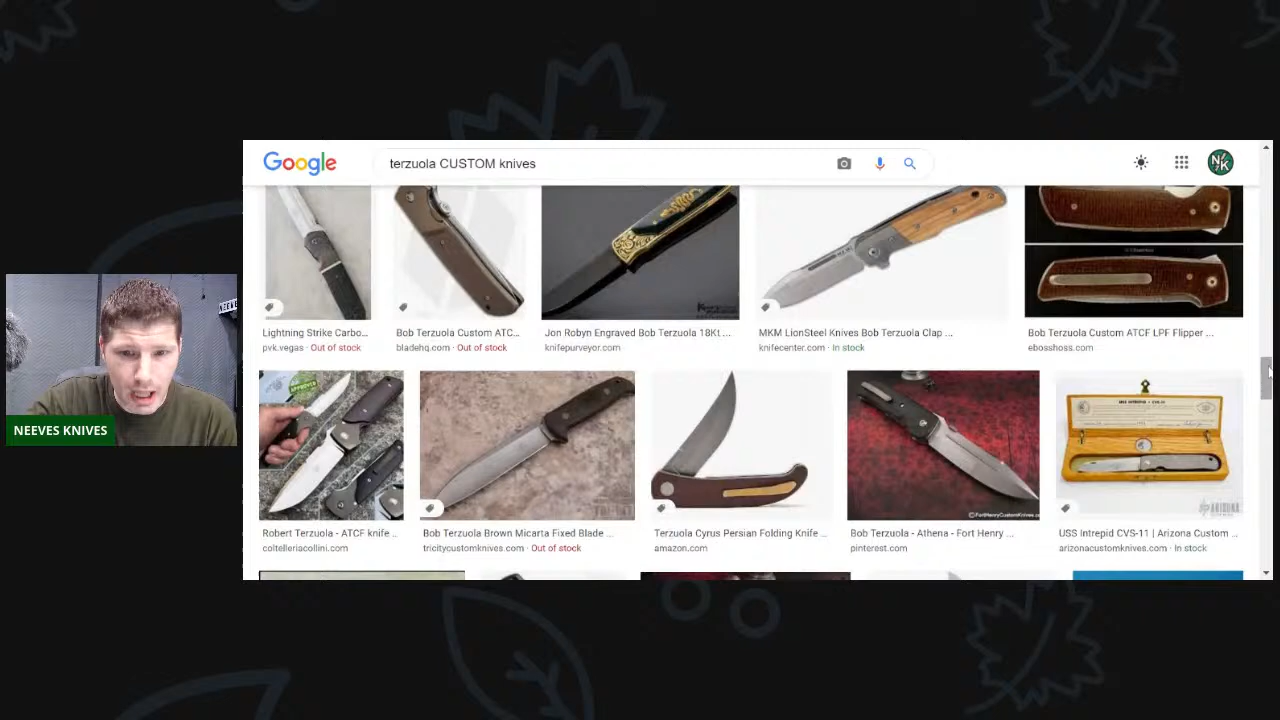 Google
terzuola CUSTOM knives
NK
Lightning Strike Carbo...
pvk.vegas · Out of stock
Bob Terzuola Custom ATC...
bladehq.com · Out of stock
Jon Robyn Engraved Bob Terzuola 18Kt ...
knifepurveyor.com
MKM LionSteel Knives Bob Terzuola Clap ...
knifecenter.com · In stock
Bob Terzuola Custom ATCF LPF Flipper ...
ebosshoss.com
NEEVES KNIVES
©FortHenryCustomKnives.c
Robert Terzuola - ATCF knife ...
coltelleriacollini.com
Bob Terzuola Brown Micarta Fixed Blade ...
tricitycustomknives.com · Out of stock
Terzuola Cyrus Persian Folding Knife ...
amazon.com
Bob Terzuola - Athena - Fort Henry ...
pinterest.com
USS Intrepid CVS-11 | Arizona Custom ...
arizonacustomknives.com · In stock